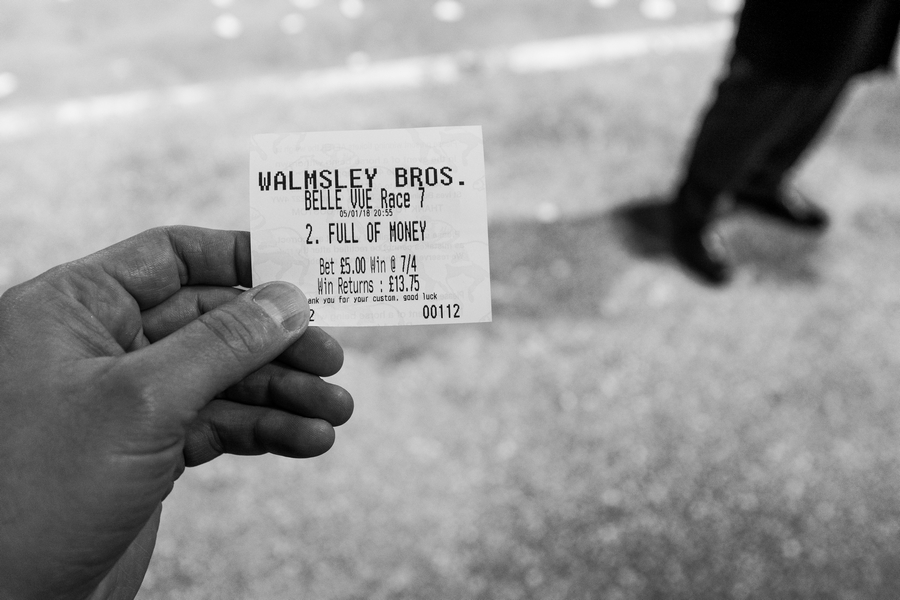 WALMSLEY BROS.
BELLE VUE Race 7
05/01/18 20:55
2. FULL OF MONEY
Bet £5.00 Win @ 7/4
Win Returns : £13.75
ank you for your custom. good luck
2 00112